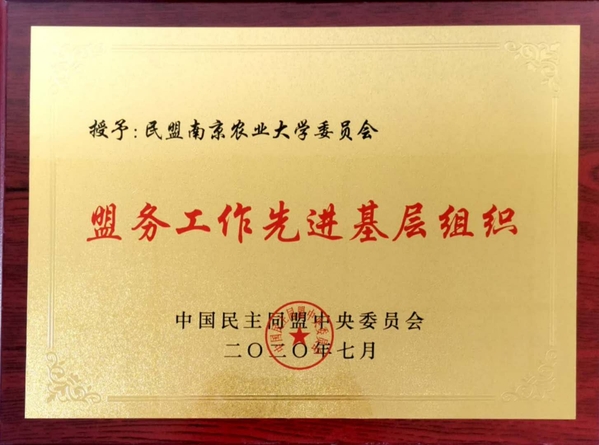 授予:民盟南京农业大学委员会
盟务工作先进基层组织
中国民主同盟中央委员会
二〇二〇年七月